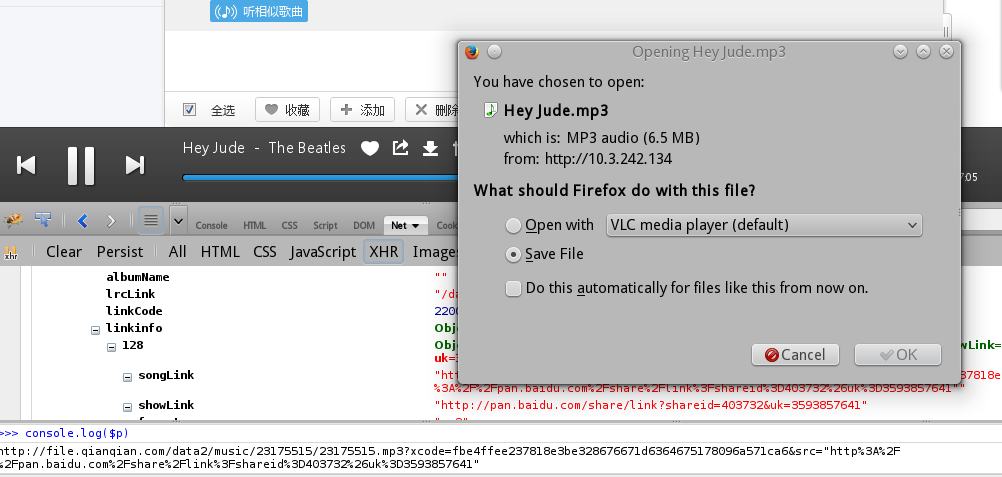 听相似歌曲
Opening Hey Jude.mp3
You have chosen to open:
Hey Jude.mp3
which is: MP3 audio (6.5 MB)
from: http://10.3.242.134
What should Firefox do with this file?
Open with VLC media player (default)
Save File
Do this automatically for files like this from now on.
Cancel OK
全选 收藏 添加 删除
Hey Jude - The Beatles
7:05
Console HTML CSS Script DOM Net Cook
xhr Clear Persist All HTML CSS JavaScript XHR Images
albumName ""
lrcLink "/da
linkCode 2200
linkinfo Obj
128 Obj owLink=
uk=
songLink "ht 37818e
%3A%2F%2Fpan.baidu.com%2Fshare%2Flink%3Fshareid%3D403732%26uk%3D3593857641""
showLink "http://pan.baidu.com/share/link?shareid=403732&uk=3593857641"
>>> console.log($p)
http://file.qianqian.com/data2/music/23175515/23175515.mp3?xcode=fbe4ffee237818e3be328676671d6364675178096a571ca6&src="http%3A%2F
%2Fpan.baidu.com%2Fshare%2Flink%3Fshareid%3D403732%26uk%3D3593857641"